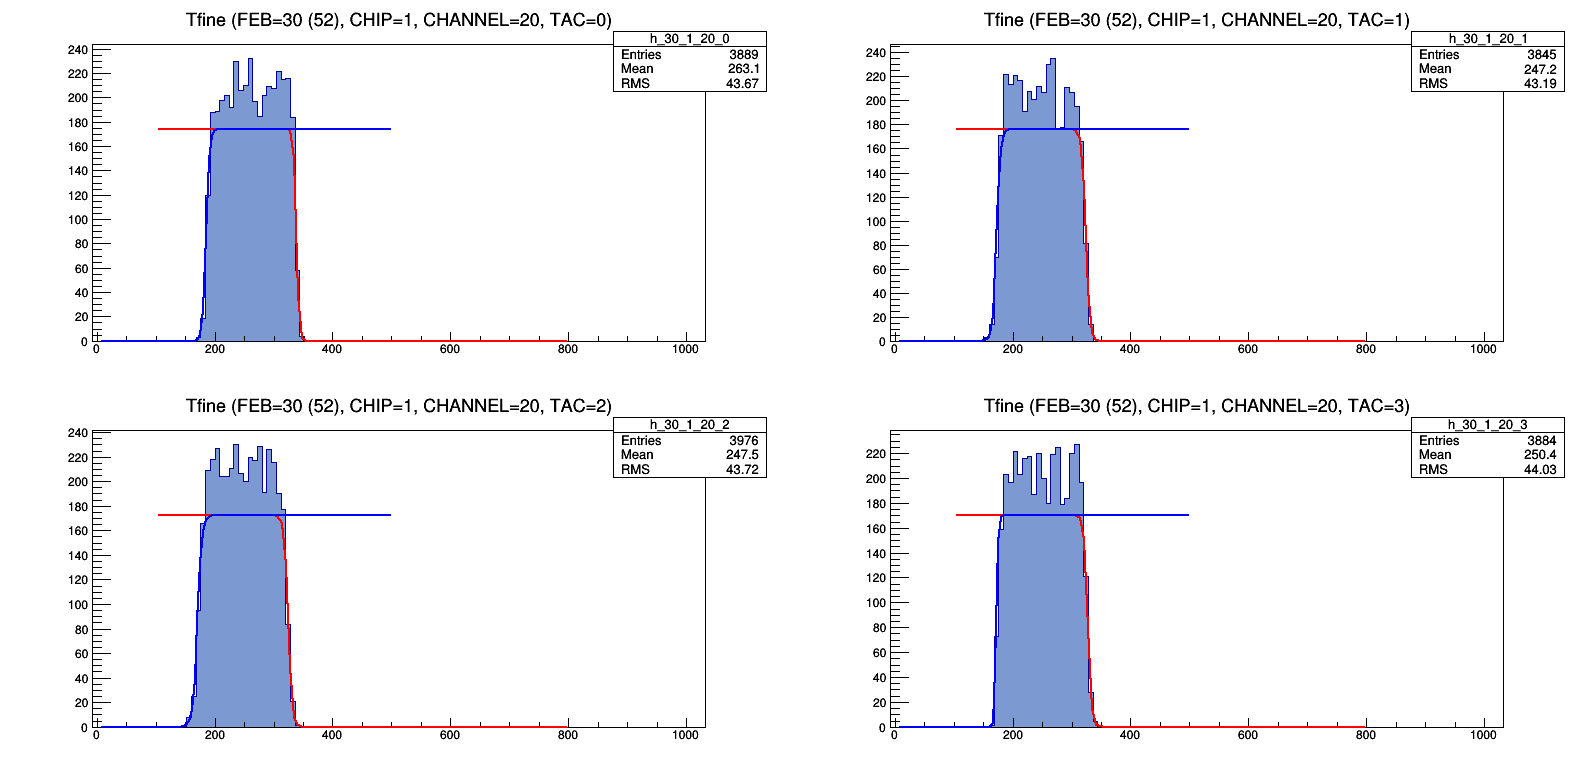 Tfine (FEB=30 (52), CHIP=1, CHANNEL=20, TAC=0)
h_30_1_20_0
Entries 3889
Mean 263.1
RMS 43.67
240
220
200
180
160
140
120
100
80
60
40
20
0
0 200 400 600 800 1000
Tfine (FEB=30 (52), CHIP=1, CHANNEL=20, TAC=1)
h_30_1_20_1
Entries 3845
Mean 247.2
RMS 43.19
240
220
200
180
160
140
120
100
80
60
40
20
0
0 200 400 600 800 1000
Tfine (FEB=30 (52), CHIP=1, CHANNEL=20, TAC=2)
h_30_1_20_2
Entries 3976
Mean 247.5
RMS 43.72
240
220
200
180
160
140
120
100
80
60
40
20
0
0 200 400 600 800 1000
Tfine (FEB=30 (52), CHIP=1, CHANNEL=20, TAC=3)
h_30_1_20_3
Entries 3884
Mean 250.4
RMS 44.03
220
200
180
160
140
120
100
80
60
40
20
0
0 200 400 600 800 1000